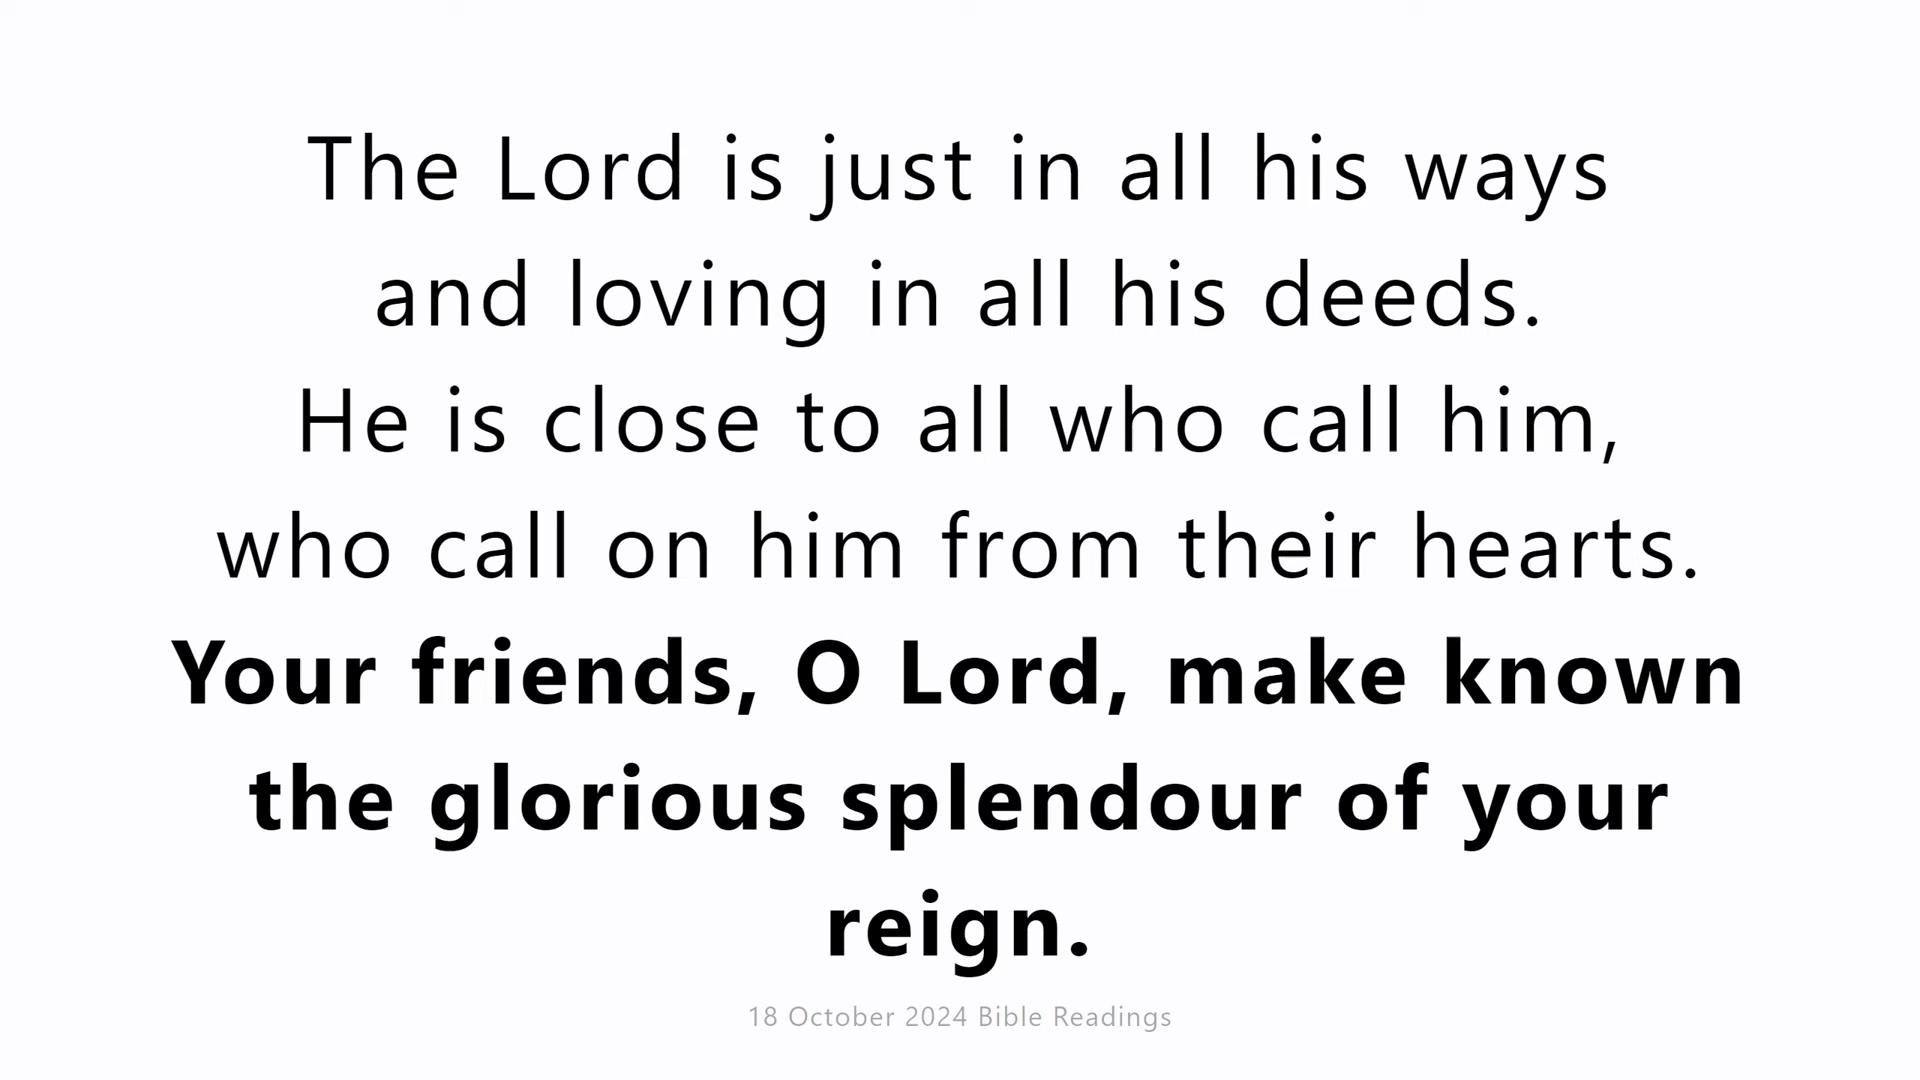 The Lord is just in all his ways
and loving in all his deeds.
He is close to all who call him,
who call on him from their hearts.
Your friends, O Lord, make known
the glorious splendour of your
reign.
18 October 2024 Bible Readings